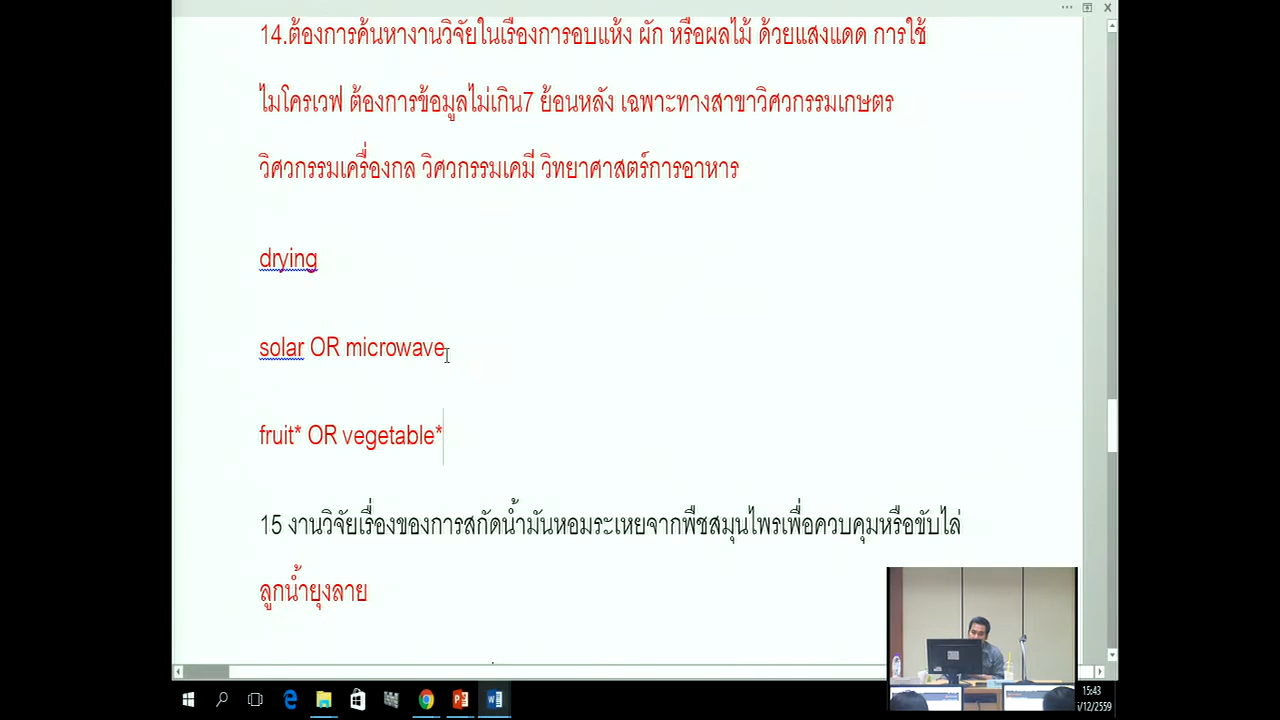 14.ต้องการค้นหางานวิจัยในเรื่องการอบแห้ง ผัก หรือผลไม้ ด้วยแสงแดด การใช้
ไมโครเวฟ ต้องการข้อมูลไม่เกิน7 ย้อนหลัง เฉพาะทางสาขาวิศวกรรมเกษตร
วิศวกรรมเครื่องกล วิศวกรรมเคมี วิทยาศาสตร์การอาหาร
drying
solar OR microwave
fruit* OR vegetable*
15 งานวิจัยเรื่องของการสกัดน้ำมันหอมระเหยจากพืชสมุนไพรเพื่อควบคุมหรือขับไล่
ลูกน้ำยุงลาย
15:43
/12/2559